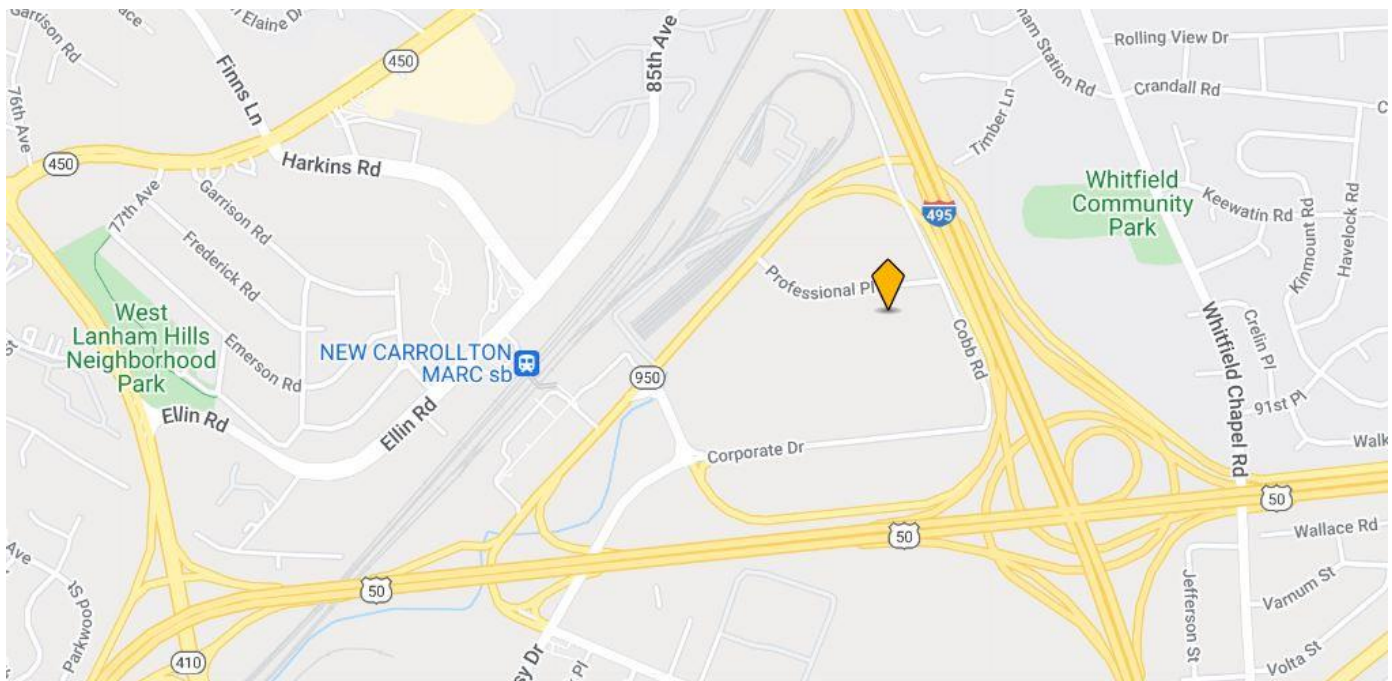 Garrison Rd
Elaine Dr
76th Ave
Finns Ln
450
85th Ave
450
Harkins Rd
77th Ave
Garrison Rd
Frederick Rd
Emerson Rd
West
Lanham Hills
Neighborhood
Park
Ellin Rd
Ellin Rd
NEW CARROLLTON
MARC sb
950
Professional Pl
495
Cobb Rd
Corporate Dr
Station Rd
Rolling View Dr
Crandall Rd
Timber Ln
Whitfield
Community
Park
Keewatin Rd
Kinmount Rd
Havelock Rd
Whitfield Chapel Rd
Crelin Pl
91st Pl
50
50
50
Wallace Rd
Varnum St
Volta St
Jefferson St
Parkwood St
Ave
410
Pl